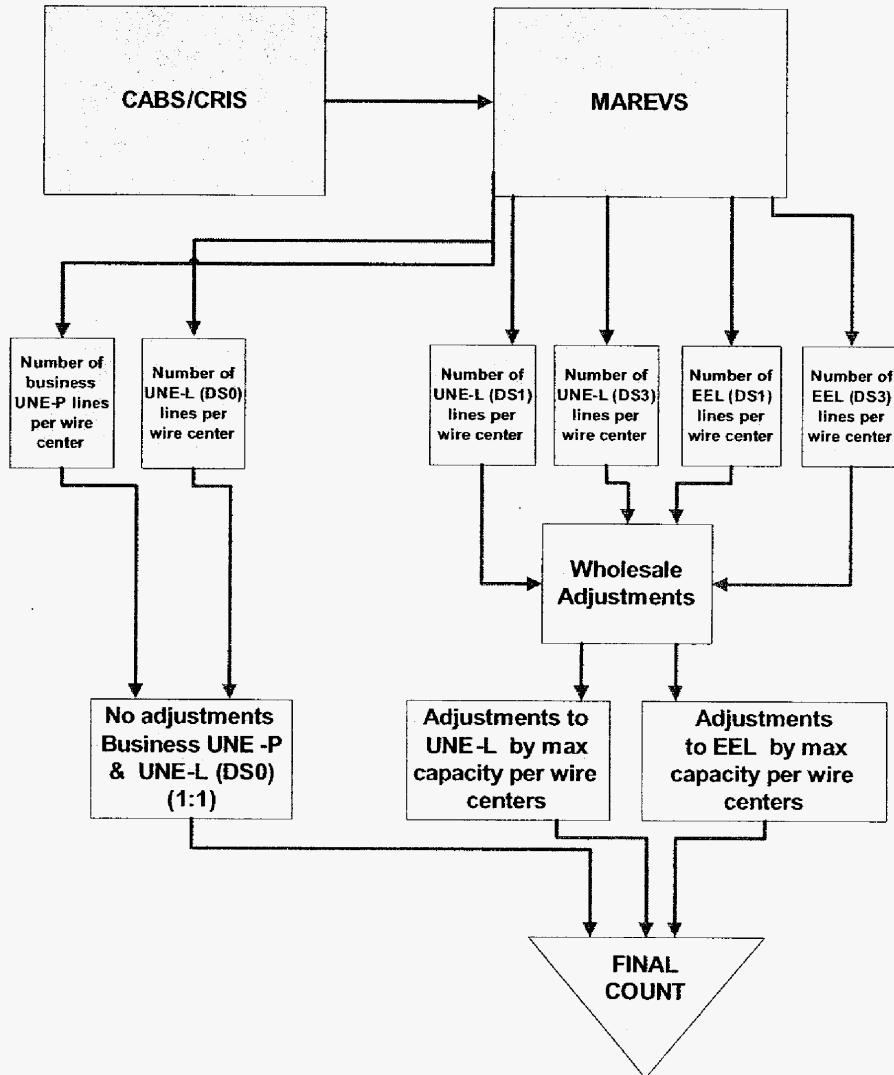 CABS/CRIS
MAREVS
Number of
business
UNE-P lines
per wire
center
Number of
UNE-L (DS0)
lines per
wire center
Number of
UNE-L (DS1)
lines per
wire center
Number of
UNE-L (DS3)
lines per
wire center
Number of
EEL (DS1)
lines per
wire center
Number of
EEL (DS3)
lines per
wire center
Wholesale
Adjustments
No adjustments
Business UNE -P
& UNE-L (DS0)
(1:1)
Adjustments to
UNE-L by max
capacity per wire
centers
Adjustments
to EEL by max
capacity per wire
centers
FINAL
COUNT